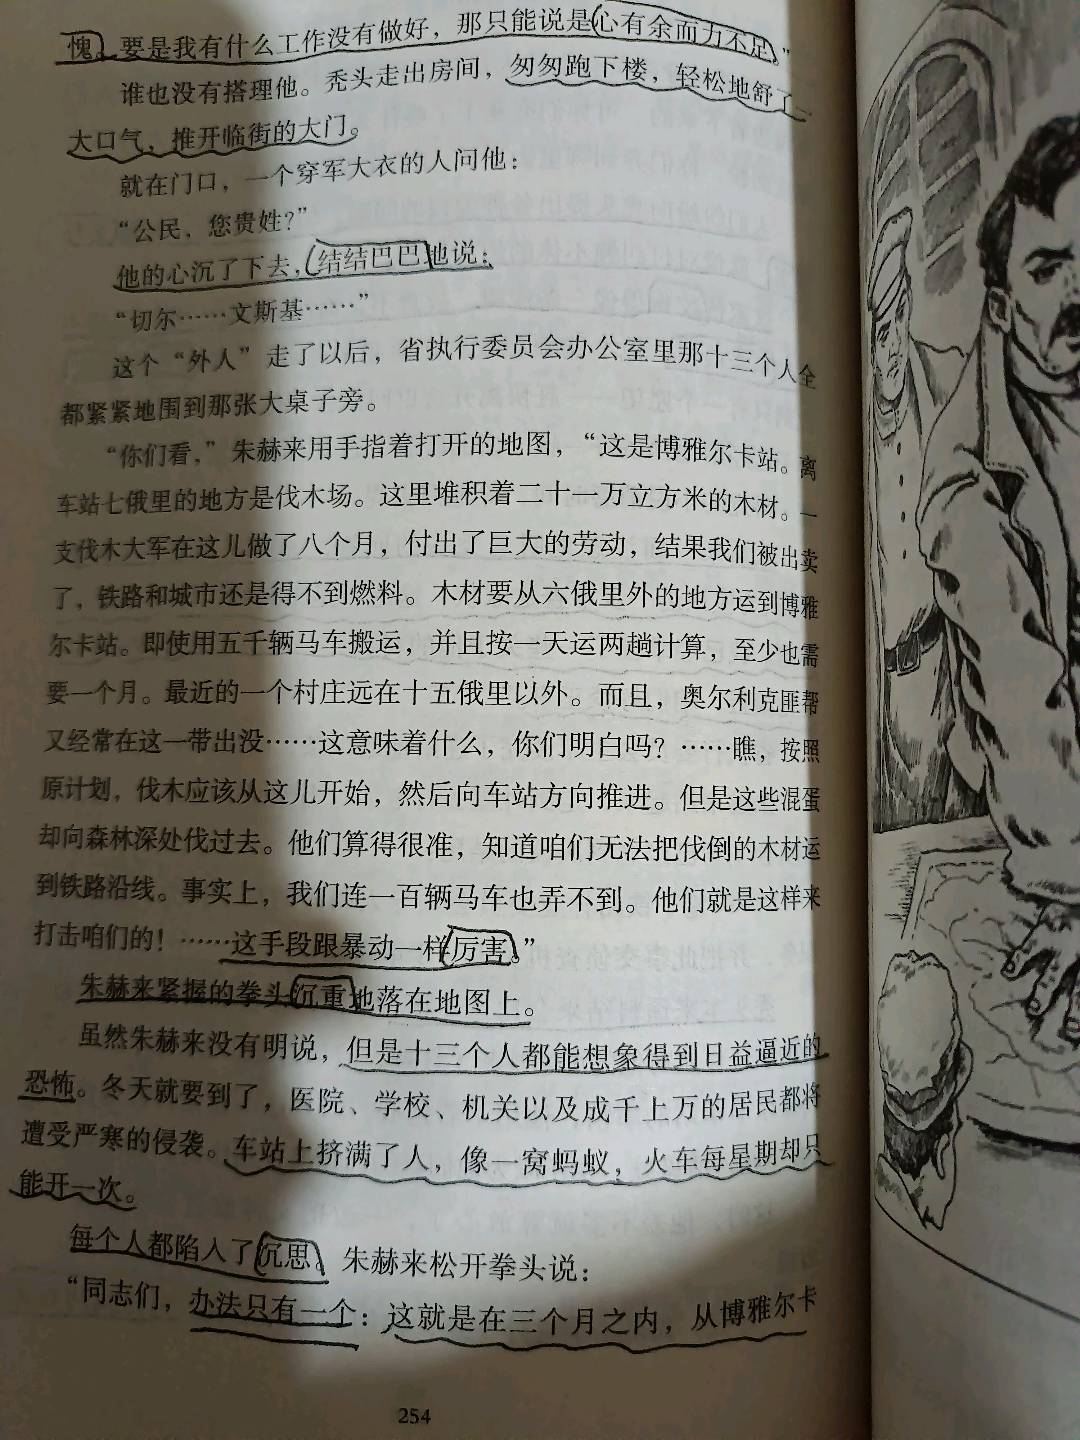 愧。要是我有什么工作没有做好，那只能说是心有余而力不足。”
谁也没有搭理他。秃头走出房间，匆匆跑下楼，轻松地舒了一
大口气，推开临街的大门。
就在门口，一个穿军大衣的人问他：
“公民，您贵姓？”
他的心沉了下去，结结巴巴地说：
“切尔……文斯基……”
这个“外人”走了以后，省执行委员会办公室里那十三个人全
都紧紧地围到那张大桌子旁。
“你们看，”朱赫来用手指着打开的地图，“这是博雅尔卡站。离
车站七俄里的地方是伐木场。这里堆积着二十一万立方米的木材。一
支伐木大军在这儿做了八个月，付出了巨大的劳动，结果我们被出卖
了，铁路和城市还是得不到燃料。木材要从六俄里外的地方运到博雅
尔卡站。即使用五千辆马车搬运，并且按一天运两趟计算，至少也需
要一个月。最近的一个村庄远在十五俄里以外。而且，奥尔利克匪帮
又经常在这一带出没……这意味着什么，你们明白吗？……瞧，按照
原计划，伐木应该从这儿开始，然后向车站方向推进。但是这些混蛋
却向森林深处伐过去。他们算得很准，知道咱们无法把伐倒的木材运
到铁路沿线。事实上，我们连一百辆马车也弄不到。他们就是这样来
打击咱们的！……这手段跟暴动一样厉害。”
朱赫来紧握的拳头沉重地落在地图上。
虽然朱赫来没有明说，但是十三个人都能想象得到日益逼近的
恐怖。冬天就要到了，医院、学校、机关以及成千上万的居民都将
遭受严寒的侵袭。车站上挤满了人，像一窝蚂蚁，火车每星期却只
能开一次。
每个人都陷入了沉思。朱赫来松开拳头说：
“同志们，办法只有一个：这就是在三个月之内，从博雅尔卡
254